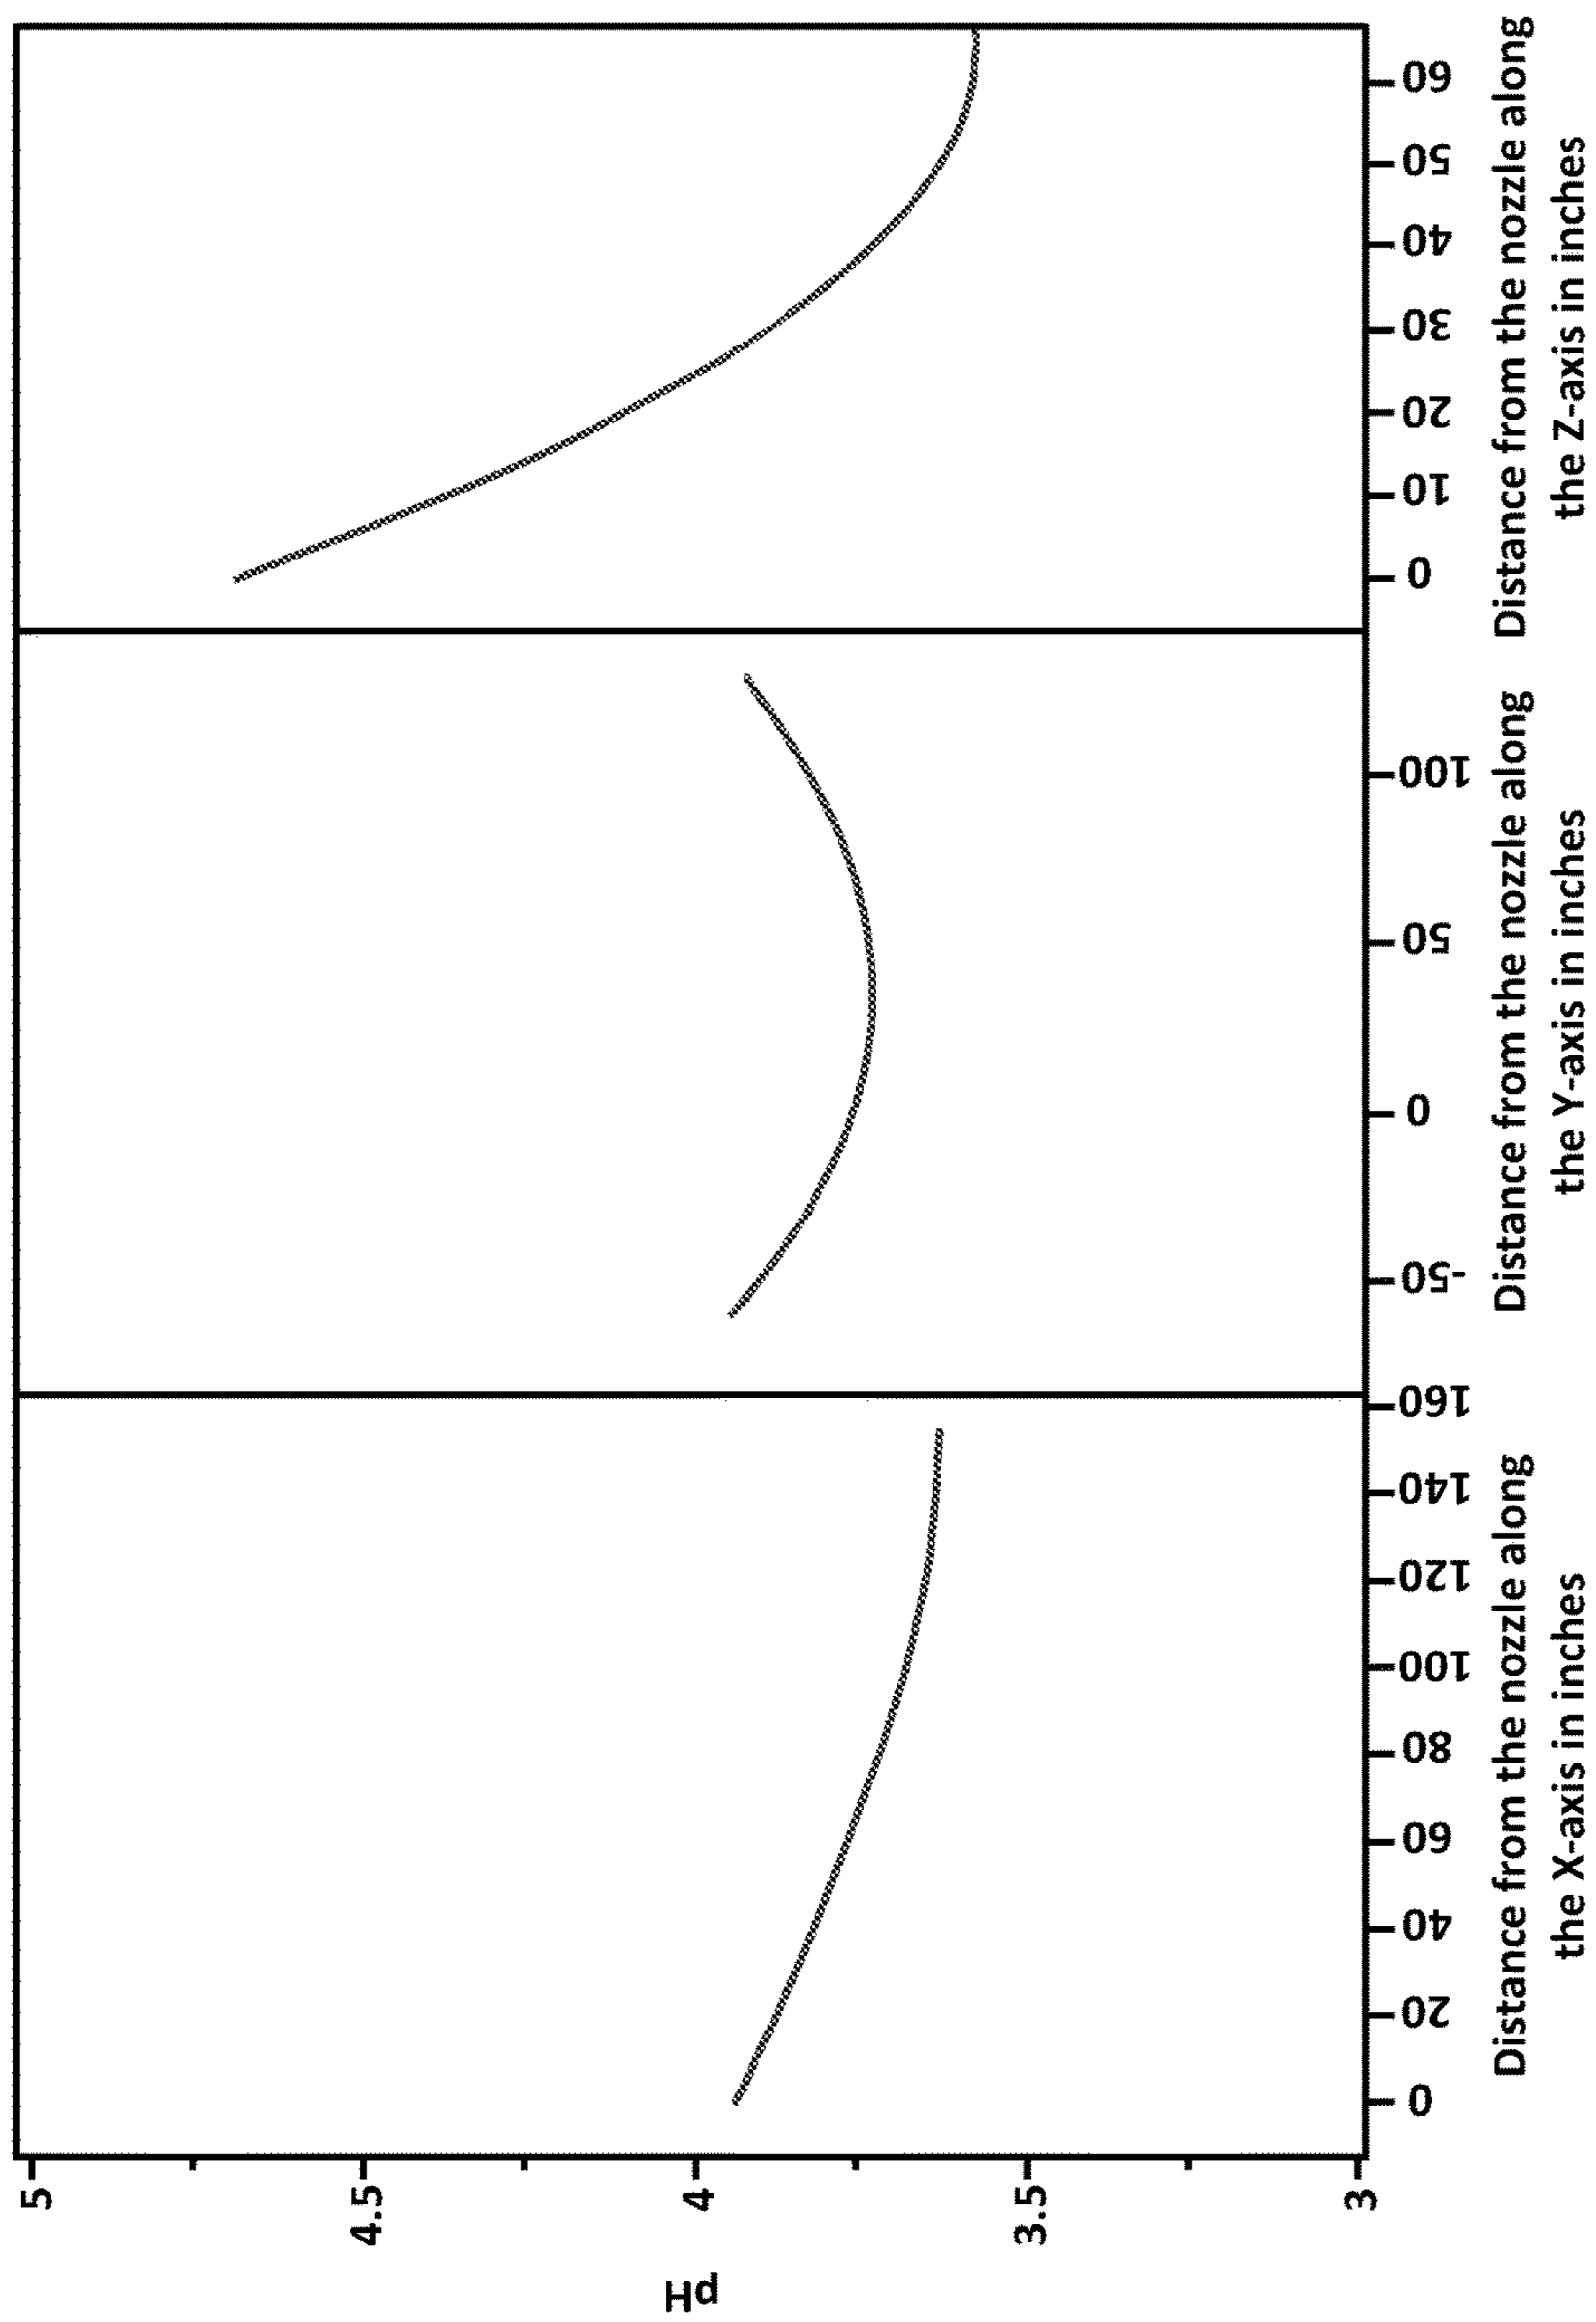 pH
5
4.5
4
3.5
3
0 20 40 60 80 100 120 140 160
Distance from the nozzle along
the X-axis in inches
-50 0 50 100
Distance from the nozzle along
the Y-axis in inches
0 10 20 30 40 50 60
Distance from the nozzle along
the Z-axis in inches